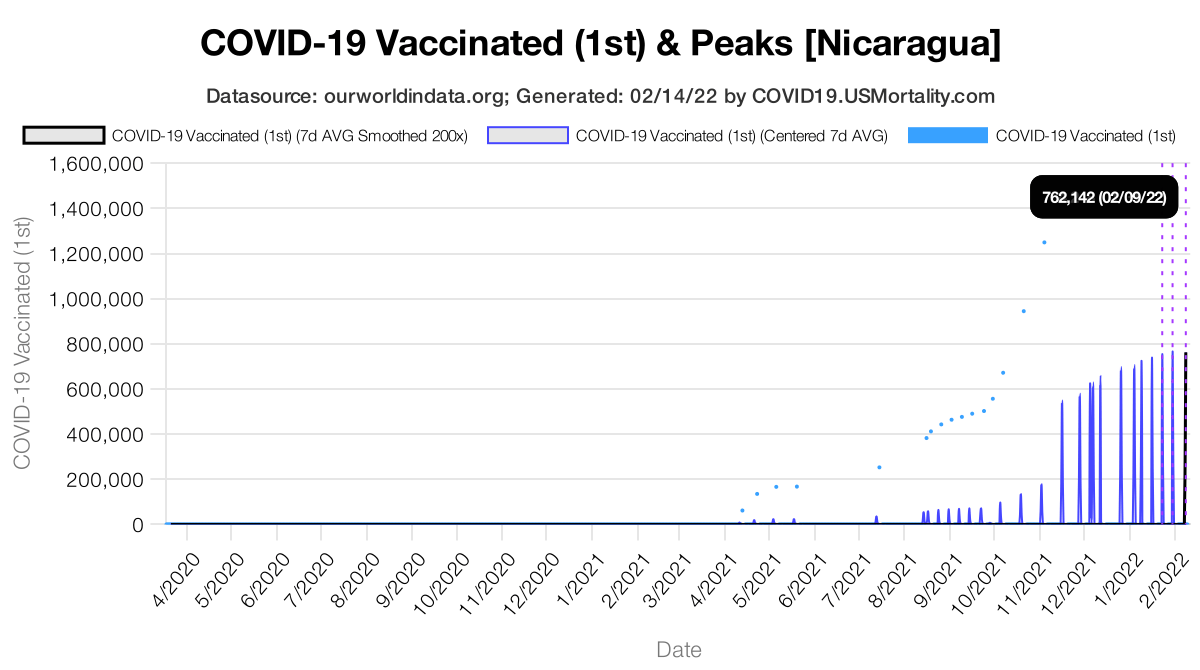 COVID-19 Vaccinated (1st) & Peaks [Nicaragua]
Datasource: ourworldindata.org; Generated: 02/14/22 by COVID19.USMortality.com
COVID-19 Vaccinated (1st) (7d AVG Smoothed 200x) COVID-19 Vaccinated (1st) (Centered 7d AVG) COVID-19 Vaccinated (1st)
COVID-19 Vaccinated (1st)
1,600,000
1,400,000
1,200,000
1,000,000
800,000
600,000
400,000
200,000
0
762,142 (02/09/22)
4/2020 5/2020 6/2020 7/2020 8/2020 9/2020 10/2020 11/2020 12/2020 1/2021 2/2021 3/2021 4/2021 5/2021 6/2021 7/2021 8/2021 9/2021 10/2021 11/2021 12/2021 1/2022 2/2022
Date